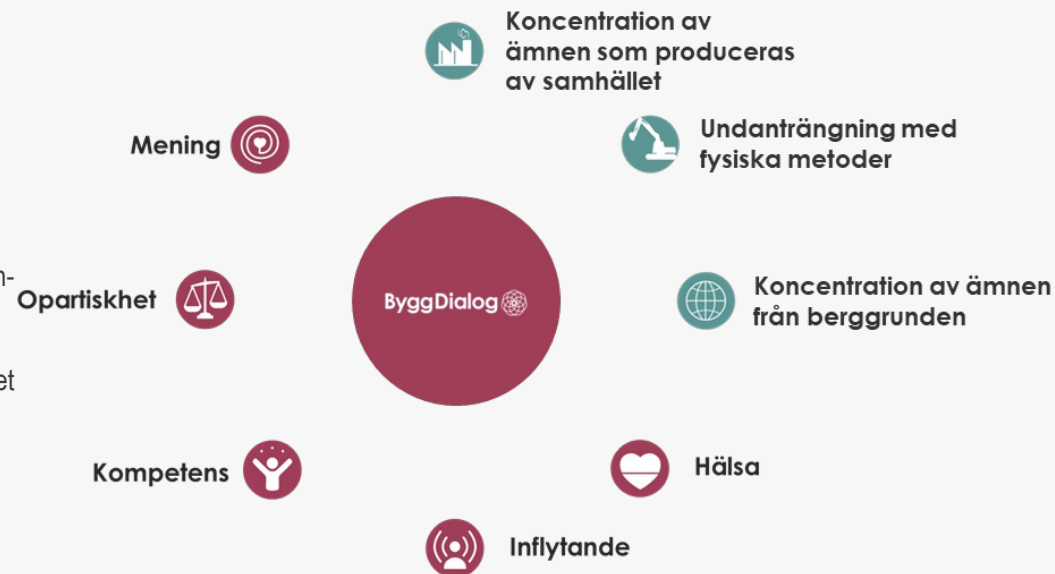 Koncentration av
ämnen som produceras
av samhället
Mening
Undanträngning med
fysiska metoder
Opartiskhet
ByggDialog
Koncentration av ämnen
från berggrunden
Kompetens
Hälsa
Inflytande